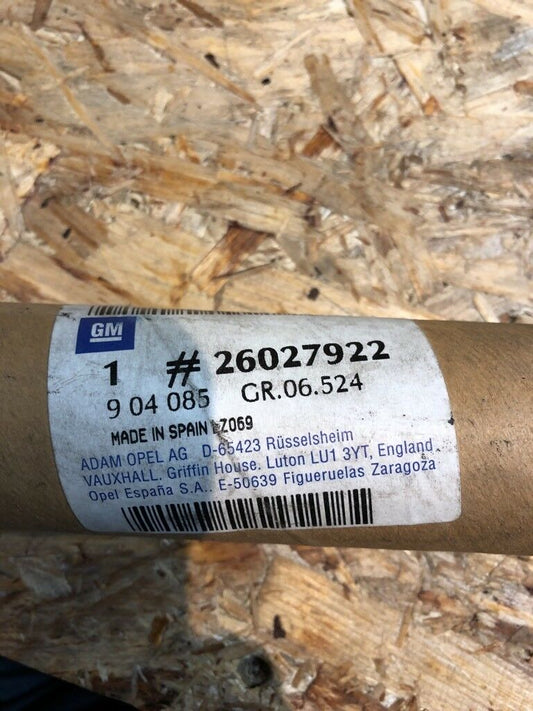 GM
1 # 26027922
9 04 085 GR.06.524
MADE IN SPAIN Z069
ADAM OPEL AG D-65423 Rüsselsheim
VAUXHALL. Griffin House. Luton LU1 3YT, England
Opel España S.A.. E-50639 Figueruelas Zaragoza